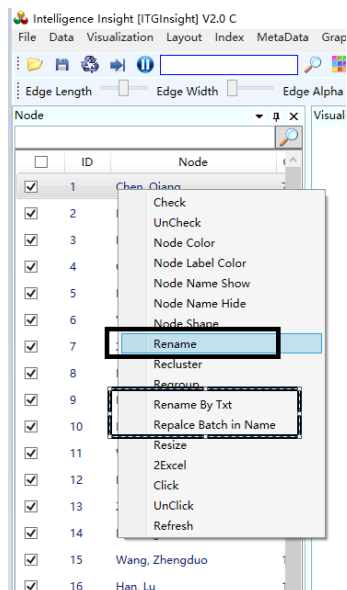 Intelligence Insight [ITGInsight] V2.0 C
File Data Visualization Layout Index MetaData Grap
Edge Length Edge Width Edge Alpha
Node Visuali
ID Node
1 Chen, Qiang
Check
2
UnCheck
3
Node Color
4
Node Label Color
5
Node Name Show
Node Name Hide
6
Node Shape
7
Rename
8
Recluster
Regroup
9
Rename By Txt
10
Repalce Batch in Name
11
Resize
2Excel
12
Click
13
UnClick
14
Refresh
15 Wang, Zhengduo 1
16 Han, Lu 1